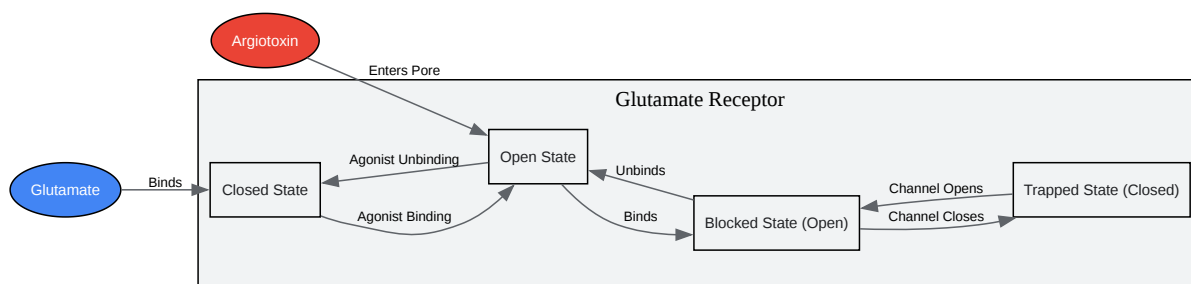 Argiotoxin
Enters Pore
Glutamate Receptor
Agonist Unbinding
Open State
Glutamate
Binds
Closed State
Unbinds
Channel Opens
Trapped State (Closed)
Agonist Binding
Binds
Blocked State (Open)
Channel Closes